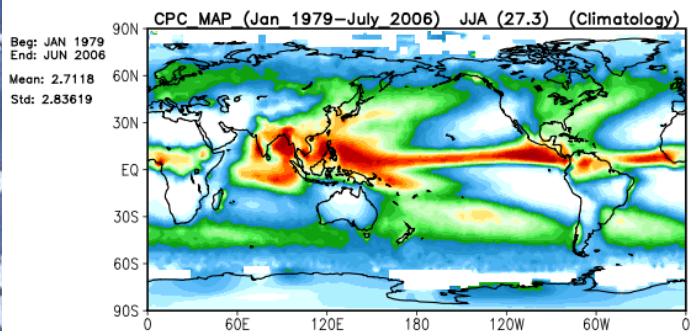 CPC_MAP_(Jan_1979-July_2006) JJA (27.3) (Climatology)
Beg: JAN 1979
End: JUN 2006
Mean: 2.7118
Std: 2.83619
90N
60N
30N
EQ
30S
60S
90S
0 60E 120E 180 120W 60W 0